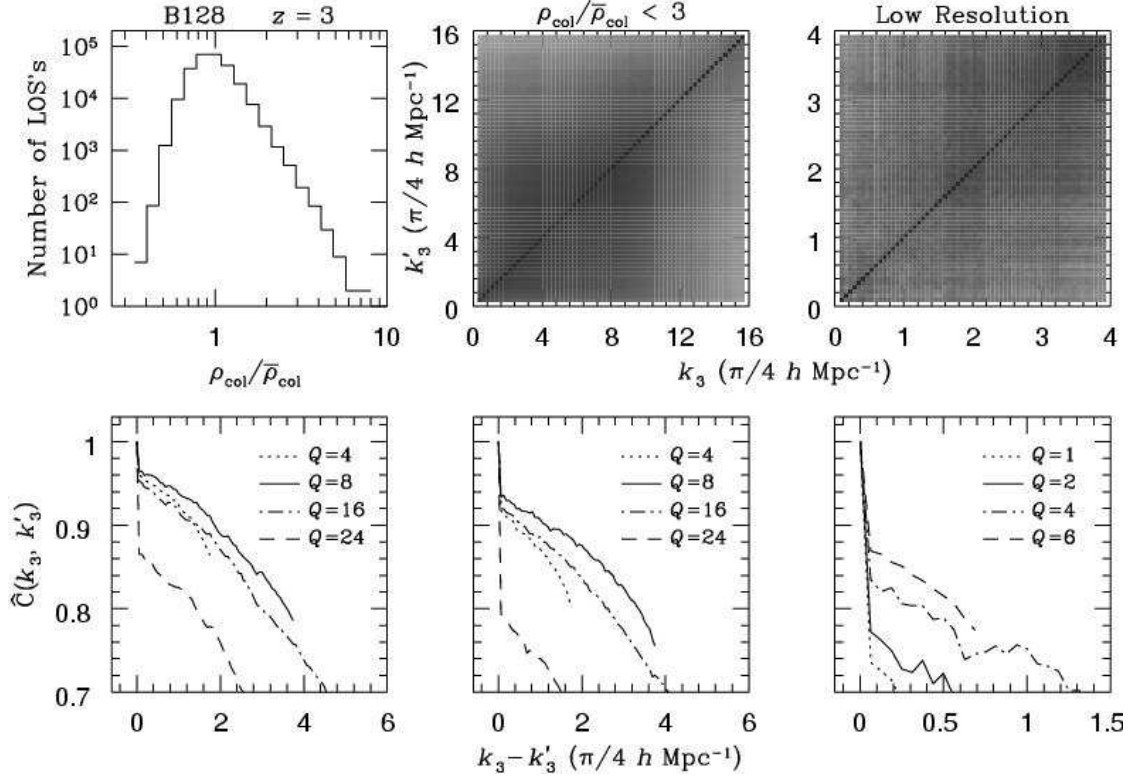 B128 z = 3
ρcol/ρ̅col < 3
Low Resolution
Number of LOS's
10⁵
10⁴
10³
10²
10¹
10⁰
1
10
ρcol/ρ̅col
k′₃ (π/4 h Mpc⁻¹)
16
12
8
4
0
0
4
8
12
16
4
3
2
1
0
0
1
2
3
4
k₃ (π/4 h Mpc⁻¹)
Ĉ(k₃, k′₃)
1
0.9
0.8
0.7
Q=4
Q=8
Q=16
Q=24
0
2
4
6
Q=4
Q=8
Q=16
Q=24
0
2
4
6
Q=1
Q=2
Q=4
Q=6
0
0.5
1
1.5
k₃−k′₃ (π/4 h Mpc⁻¹)